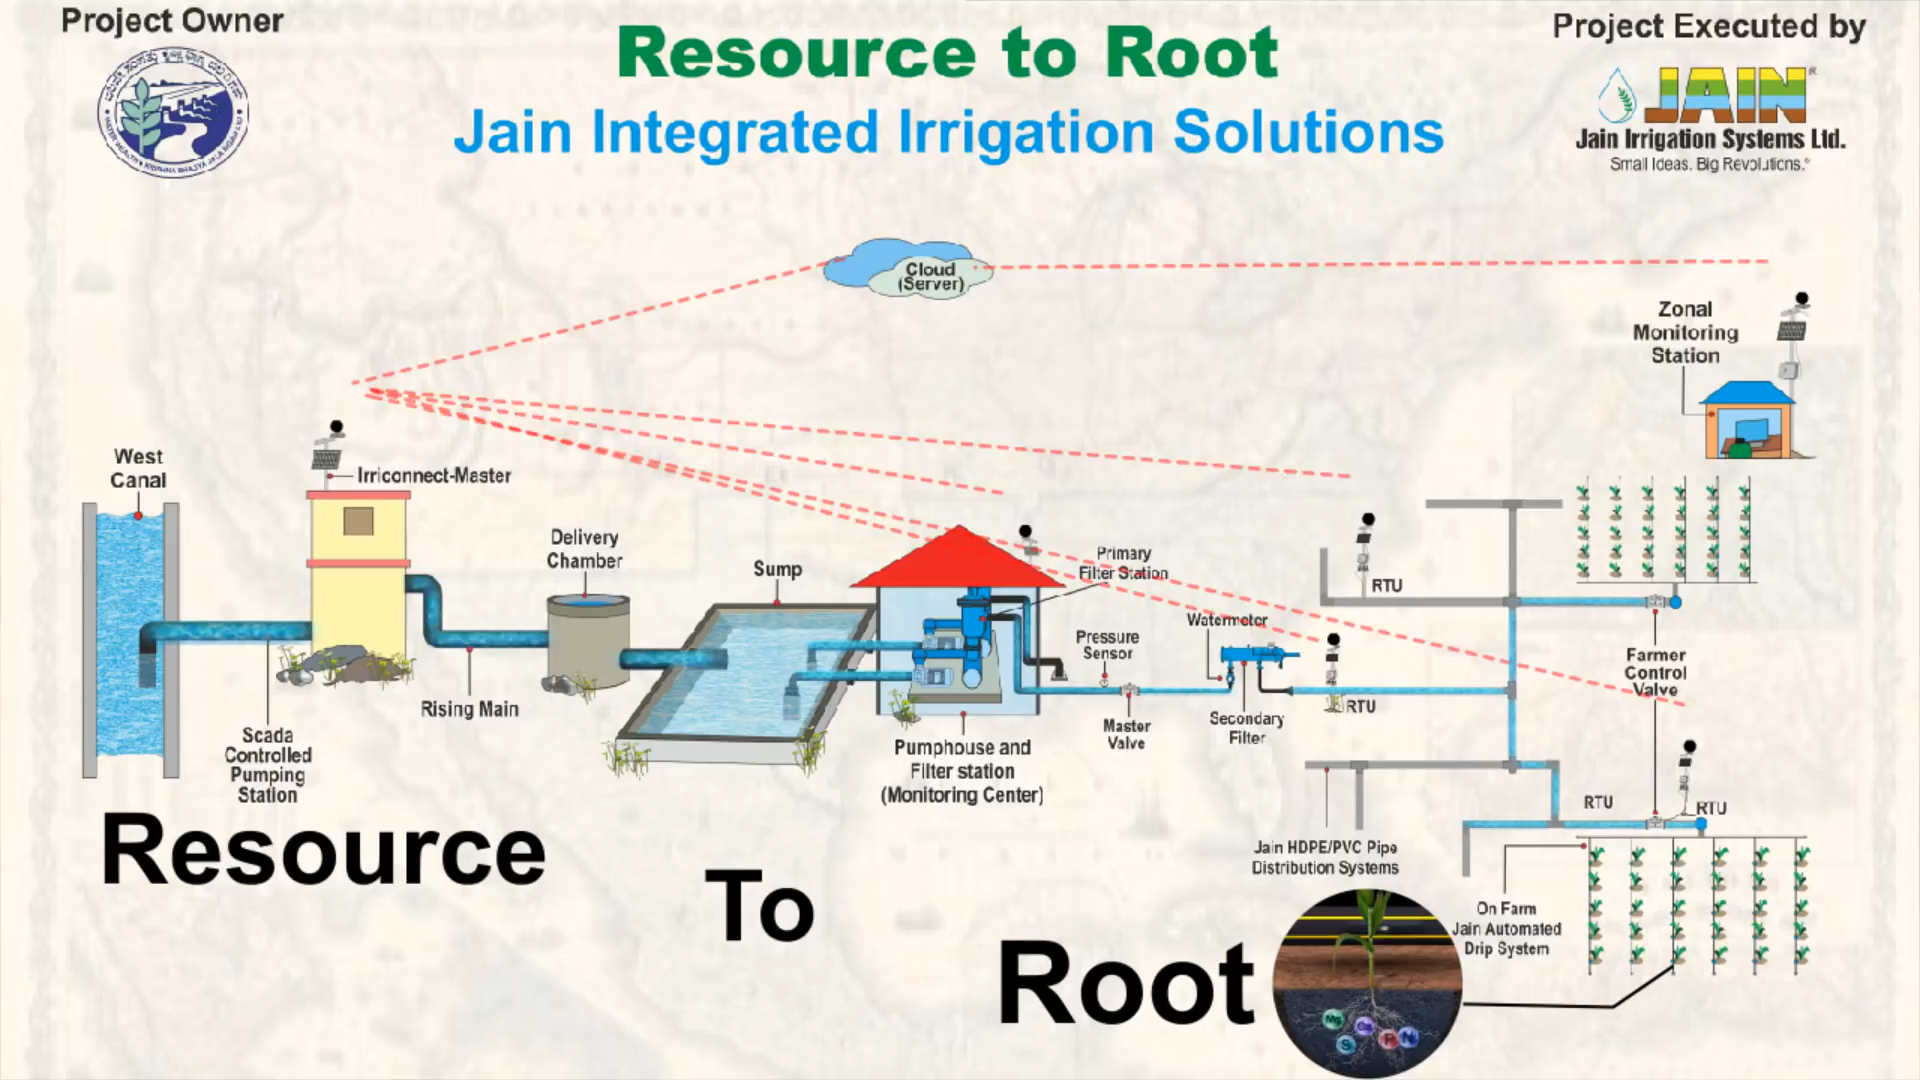 Project Owner
Resource to Root
Jain Integrated Irrigation Solutions
Project Executed by
JAIN
®
Jain Irrigation Systems Ltd.
Small Ideas. Big Revolutions.®
Cloud
(Server)
Zonal
Monitoring
Station
West
Canal
Irriconnect-Master
Delivery
Chamber
Sump
Primary
Filter Station
RTU
Watermeter
Pressure
Sensor
Farmer
Control
Valve
Rising Main
RTU
Master
Valve
Secondary
Filter
Scada
Controlled
Pumping
Station
Pumphouse and
Filter station
(Monitoring Center)
RTU
RTU
Jain HDPE/PVC Pipe
Distribution Systems
On Farm
Jain Automated
Drip System
Resource
To
Root
Mg
Ca
S
P
N